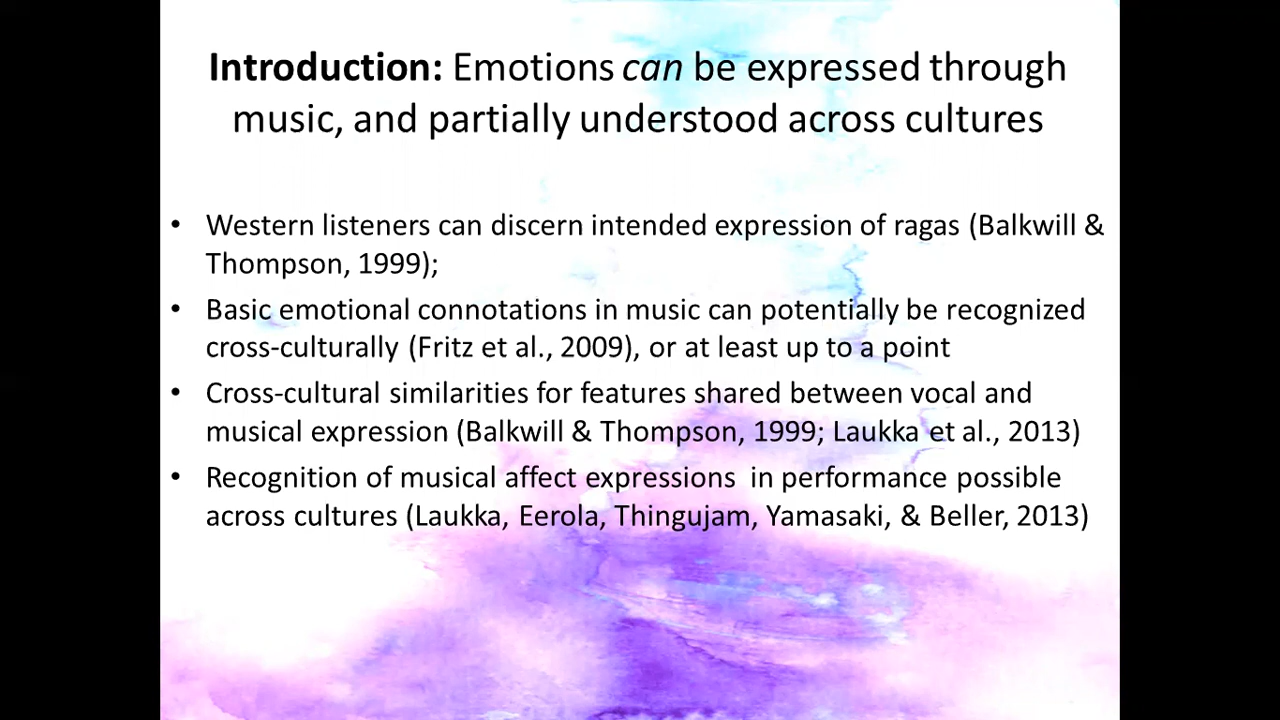 Introduction: Emotions can be expressed through
music, and partially understood across cultures
• Western listeners can discern intended expression of ragas (Balkwill &
Thompson, 1999);
• Basic emotional connotations in music can potentially be recognized
cross-culturally (Fritz et al., 2009), or at least up to a point
• Cross-cultural similarities for features shared between vocal and
musical expression (Balkwill & Thompson, 1999; Laukka et al., 2013)
• Recognition of musical affect expressions  in performance possible
across cultures (Laukka, Eerola, Thingujam, Yamasaki, & Beller, 2013)